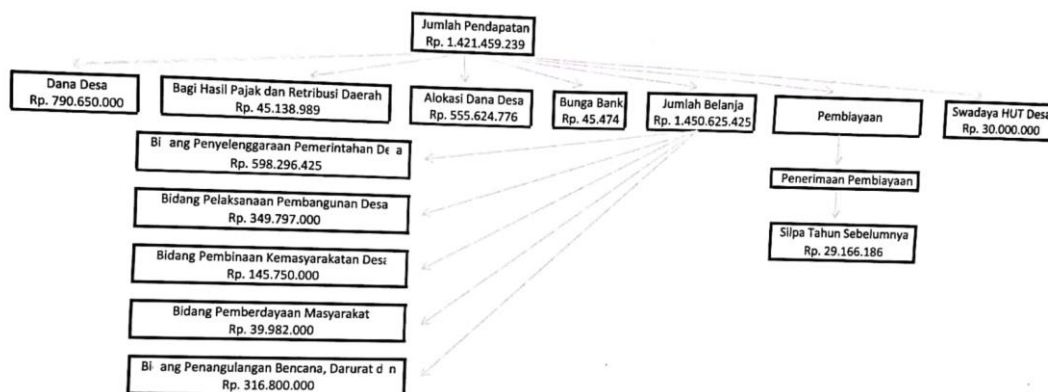 Jumlah Pendapatan
Rp. 1.421.459.239
Dana Desa
Rp. 790.650.000
Bagi Hasil Pajak dan Retribusi Daerah
Rp. 45.138.989
Alokasi Dana Desa
Rp. 555.624.776
Bunga Bank
Rp. 45.474
Jumlah Belanja
Rp. 1.450.625.425
Pembiayaan
Swadaya HUT Desa
Rp. 30.000.000
Bidang Penyelenggaraan Pemerintahan Desa
Rp. 598.296.425
Penerimaan Pembiayaan
Bidang Pelaksanaan Pembangunan Desa
Rp. 349.797.000
Silpa Tahun Sebelumnya
Rp. 29.166.186
Bidang Pembinaan Kemasyarakatan Desa
Rp. 145.750.000
Bidang Pemberdayaan Masyarakat
Rp. 39.982.000
Bidang Penangulangan Bencana, Darurat dan
Rp. 316.800.000